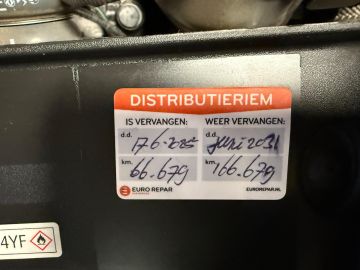 DISTRIBUTIERIEM
IS VERVANGEN: WEER VERVANGEN:
d.d. 17.6-2025 d.d. juni 2031
km. 66.679 km. 166.679
EURO REPAR EUROREPAR.NL
4YF